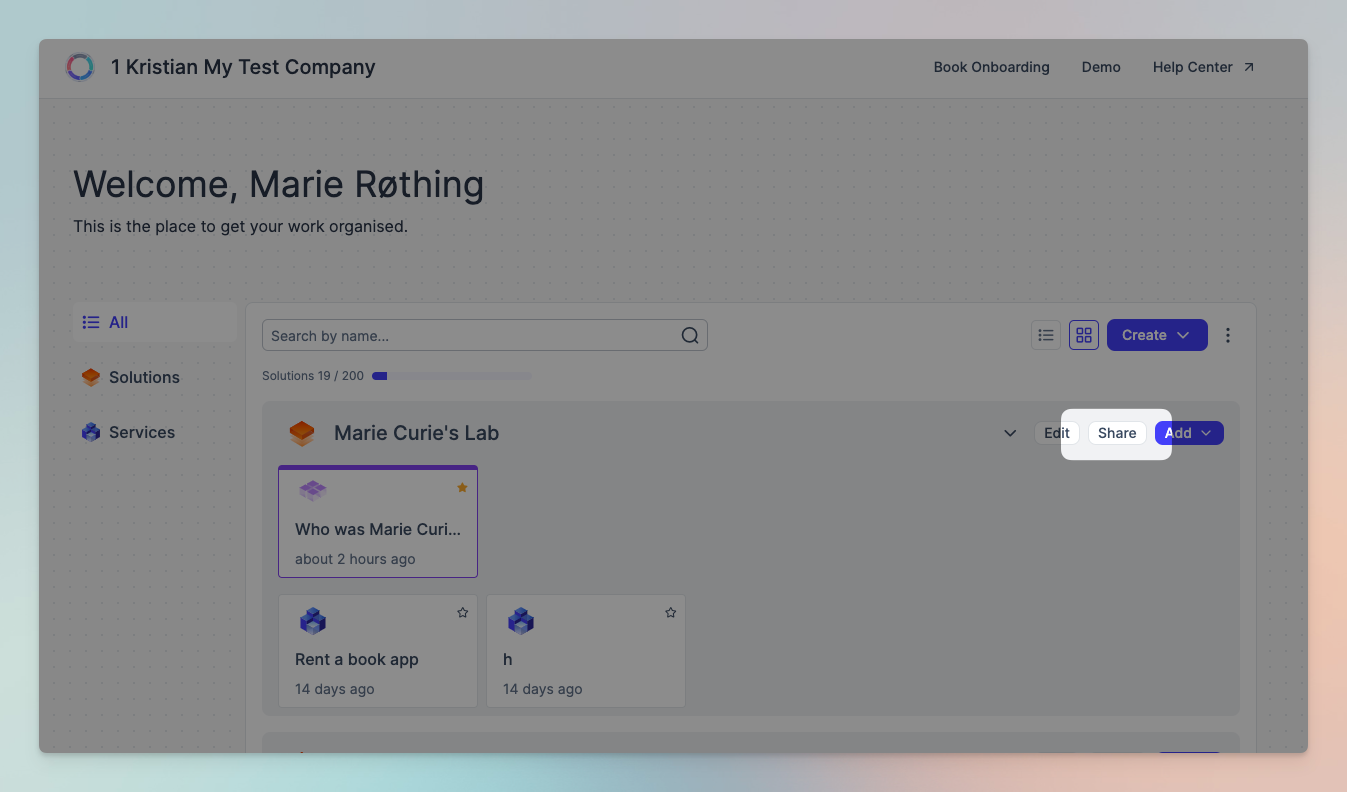 1 Kristian My Test Company
Book Onboarding
Demo
Help Center
Welcome, Marie Røthing
This is the place to get your work organised.
All
Solutions
Services
Search by name...
Create
Solutions 19 / 200
Marie Curie's Lab
Edit
Share
Add
Who was Marie Curi...
about 2 hours ago
Rent a book app
14 days ago
h
14 days ago